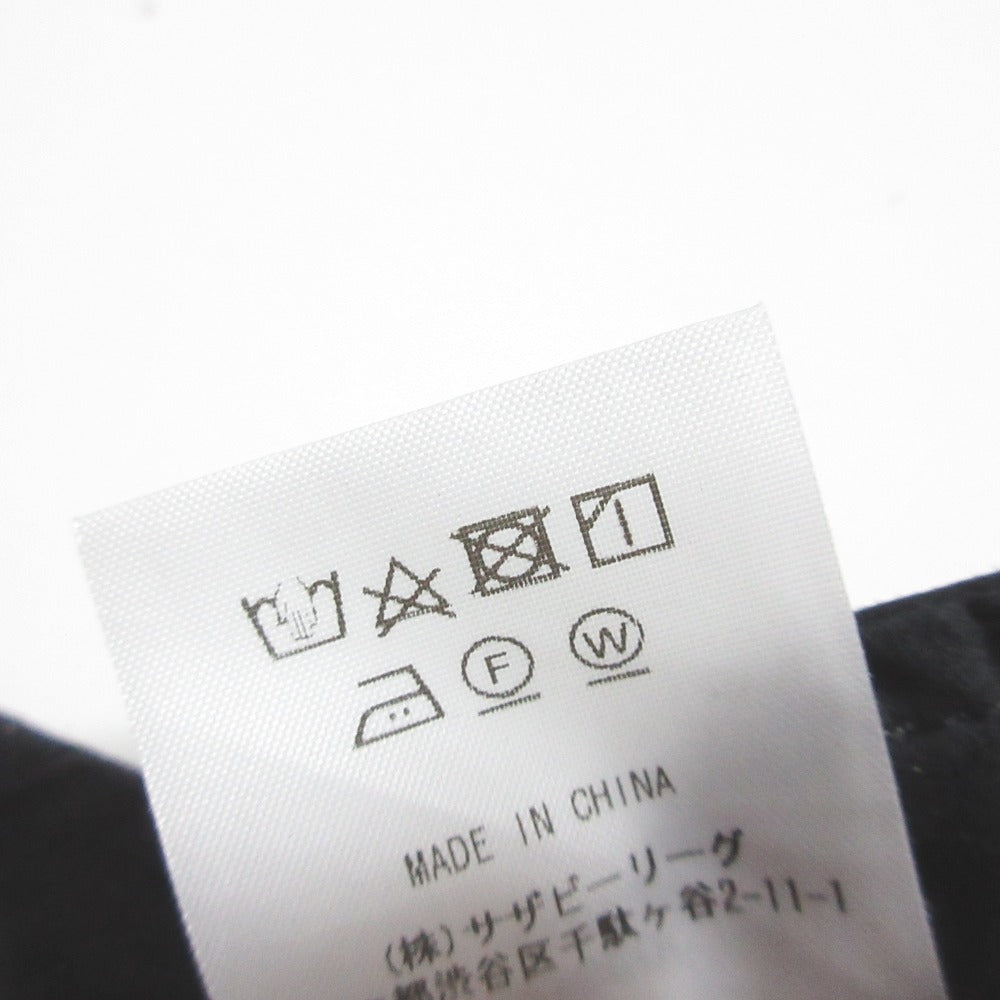 F W
MADE IN CHINA
(株)サザビーリーグ
都渋谷区千駄ヶ谷2-11-1